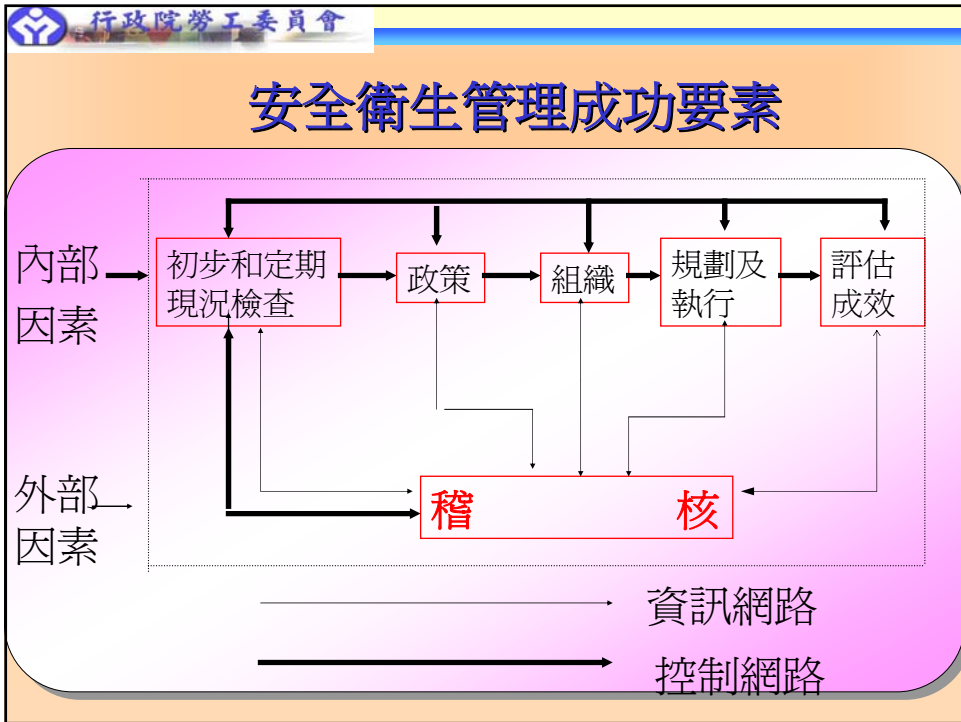 行政院勞工委員會
安全衛生管理成功要素
內部
因素
初步和定期
現況檢查
政策
組織
規劃及
執行
評估
成效
外部
因素
稽 核
資訊網路
控制網路